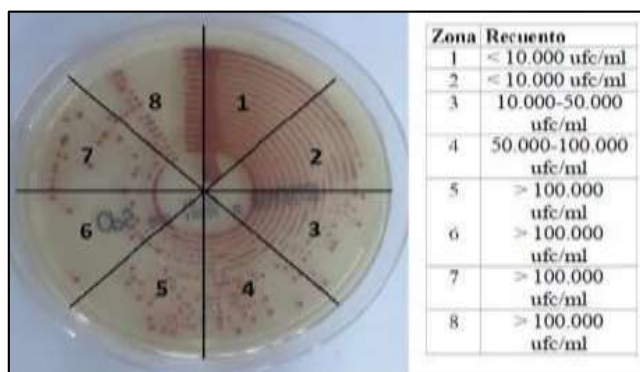 8
1
7
2
6
3
5
4
Zona Recuento
1 < 10.000 ufc/ml
2 < 10.000 ufc/ml
3 10.000-50.000
ufc/ml
4 50.000-100.000
ufc/ml
5 > 100.000
ufc/ml
6 > 100.000
ufc/ml
7 > 100.000
ufc/ml
8 > 100.000
ufc/ml